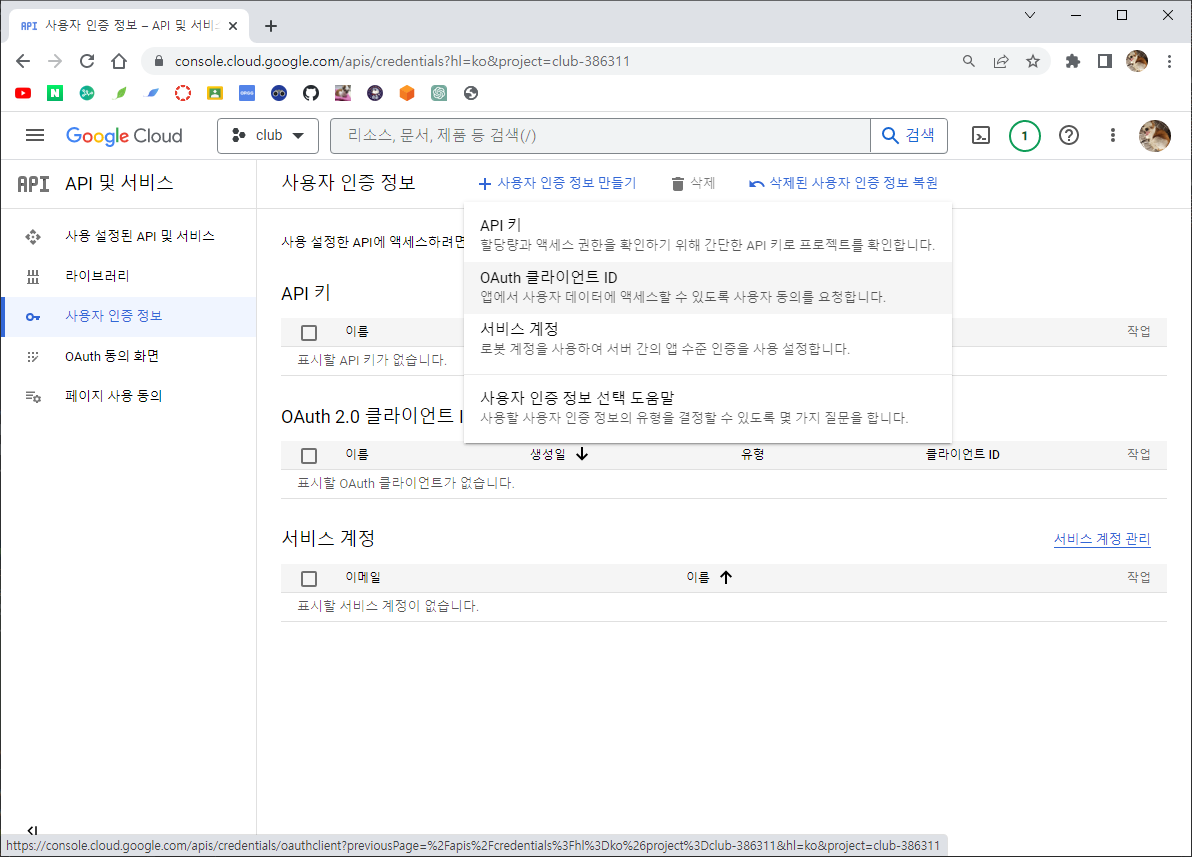 API 사용자 인증 정보 – API 및 서비스
console.cloud.google.com/apis/credentials?hl=ko&project=club-386311
Google Cloud
club
리소스, 문서, 제품 등 검색(/)
검색
1
API API 및 서비스
사용자 인증 정보
사용자 인증 정보 만들기
삭제
삭제된 사용자 인증 정보 복원
사용 설정된 API 및 서비스
라이브러리
사용자 인증 정보
OAuth 동의 화면
페이지 사용 동의
사용 설정한 API에 액세스하려면
API 키
할당량과 액세스 권한을 확인하기 위해 간단한 API 키로 프로젝트를 확인합니다.
OAuth 클라이언트 ID
앱에서 사용자 데이터에 액세스할 수 있도록 사용자 동의를 요청합니다.
서비스 계정
로봇 계정을 사용하여 서버 간의 앱 수준 인증을 사용 설정합니다.
사용자 인증 정보 선택 도움말
사용할 사용자 인증 정보의 유형을 결정할 수 있도록 몇 가지 질문을 합니다.
API 키
이름 작업
표시할 API 키가 없습니다.
OAuth 2.0 클라이언트 I
이름 생성일 유형 클라이언트 ID 작업
표시할 OAuth 클라이언트가 없습니다.
서비스 계정
서비스 계정 관리
이메일 이름 작업
표시할 서비스 계정이 없습니다.
https://console.cloud.google.com/apis/credentials/oauthclient?previousPage=%2Fapis%2Fcredentials%3Fhl%3Dko%26project%3Dclub-386311&hl=ko&project=club-386311